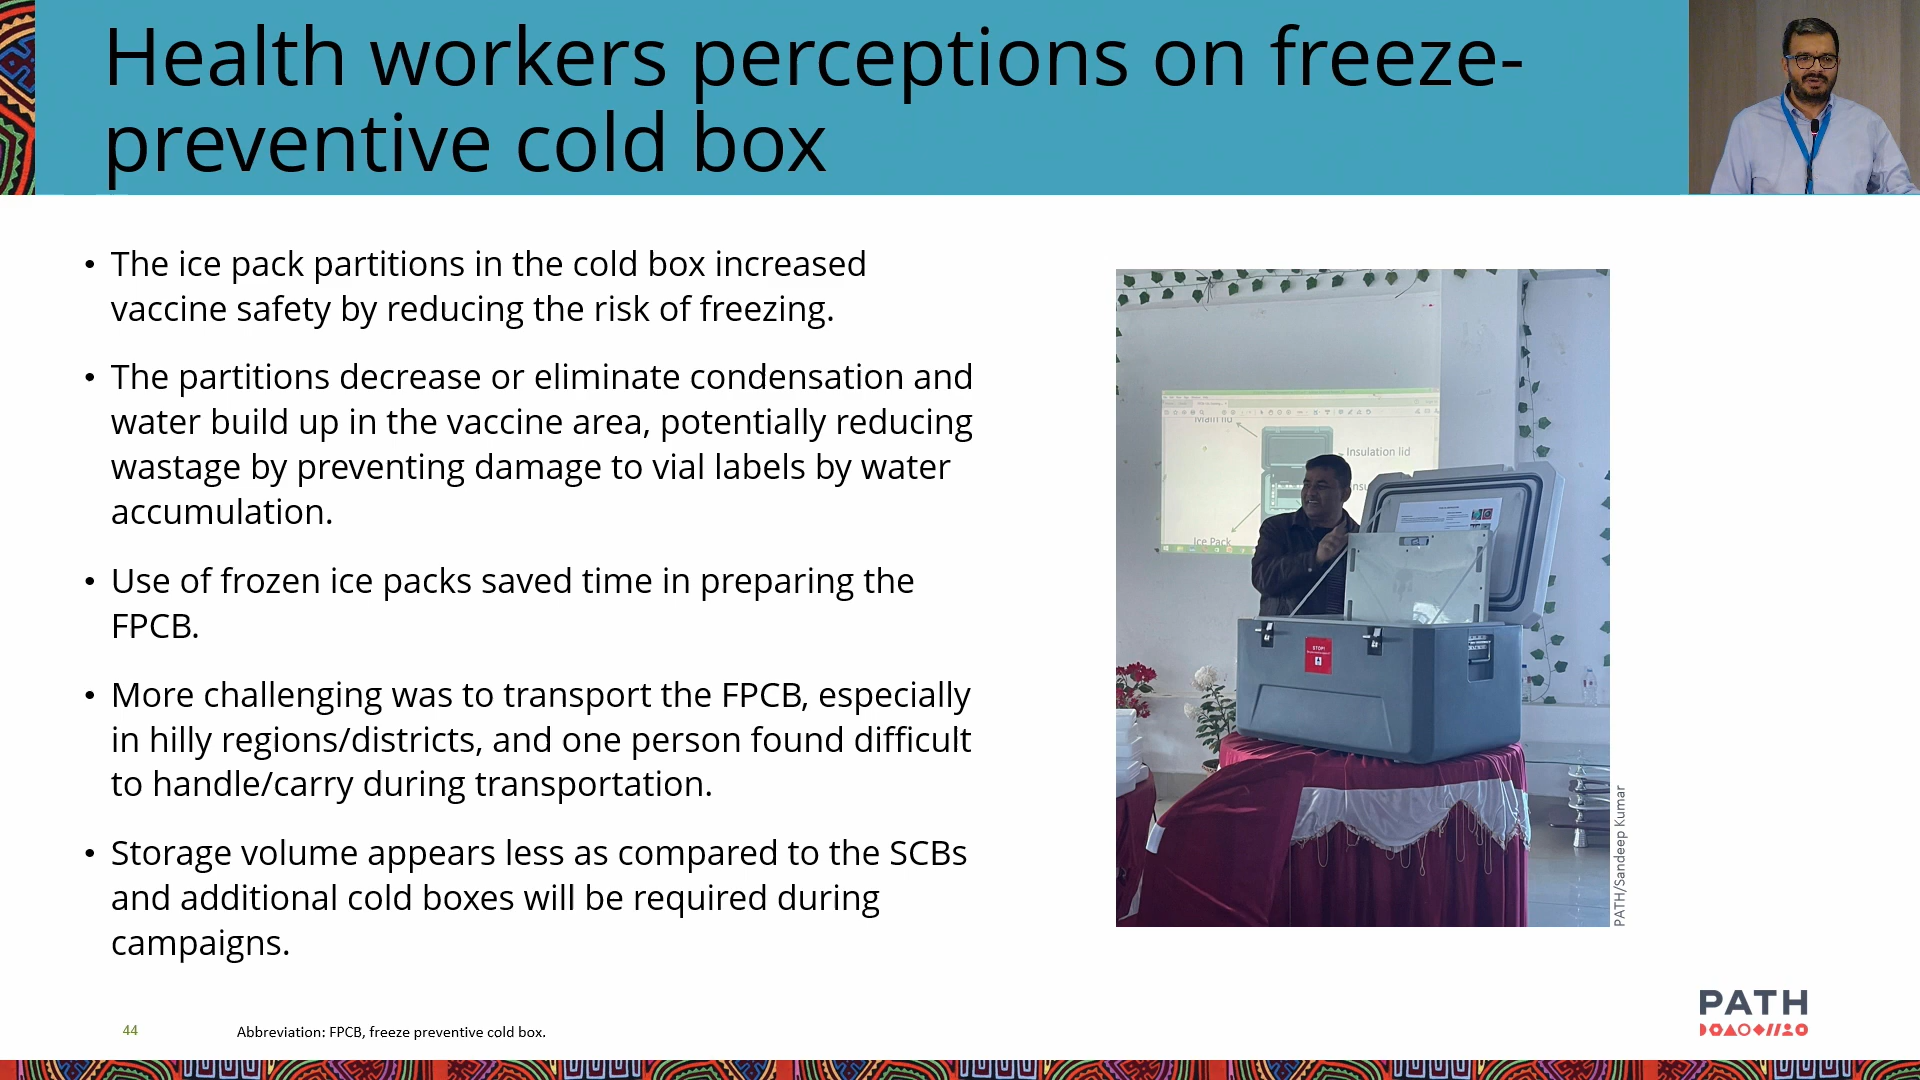 Health workers perceptions on freeze-
preventive cold box
• The ice pack partitions in the cold box increased
vaccine safety by reducing the risk of freezing.
• The partitions decrease or eliminate condensation and
water build up in the vaccine area, potentially reducing
wastage by preventing damage to vial labels by water
accumulation.
• Use of frozen ice packs saved time in preparing the
FPCB.
• More challenging was to transport the FPCB, especially
in hilly regions/districts, and one person found difficult
to handle/carry during transportation.
• Storage volume appears less as compared to the SCBs
and additional cold boxes will be required during
campaigns.
Main lid
Insulation lid
Ice Pack
STOP!
PATH/Sandeep Kumar
PATH
44
Abbreviation: FPCB, freeze preventive cold box.